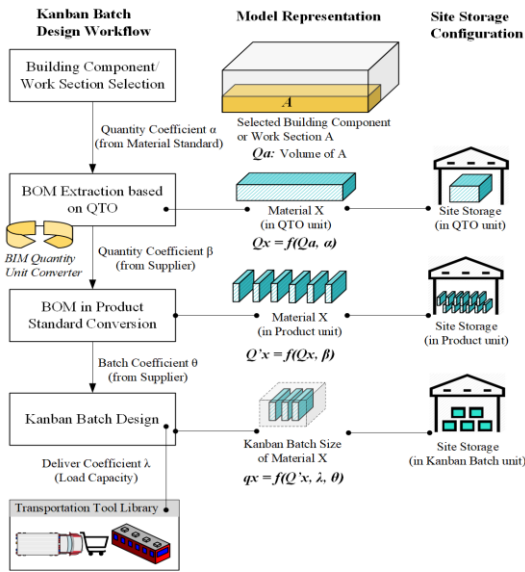 Kanban Batch
Design Workflow
Model Representation
Site Storage
Configuration
Building Component/
Work Section Selection
A
Selected Building Component
or Work Section A
Qa: Volume of A
Quantity Coefficient α
(from Material Standard)
BOM Extraction based
on QTO
Material X
(in QTO unit)
Qx = f(Qa, α)
Site Storage
(in QTO unit)
BIM Quantity
Unit Converter
Quantity Coefficient β
(from Supplier)
BOM in Product
Standard Conversion
Material X
(in Product unit)
Q'x = f(Qx, β)
Site Storage
(in Product unit)
Batch Coefficient θ
(from Supplier)
Kanban Batch Design
Kanban Batch Size
of Material X
qx = f(Q'x, λ, θ)
Site Storage
(in Kanban Batch unit)
Deliver Coefficient λ
(Load Capacity)
Transportation Tool Library